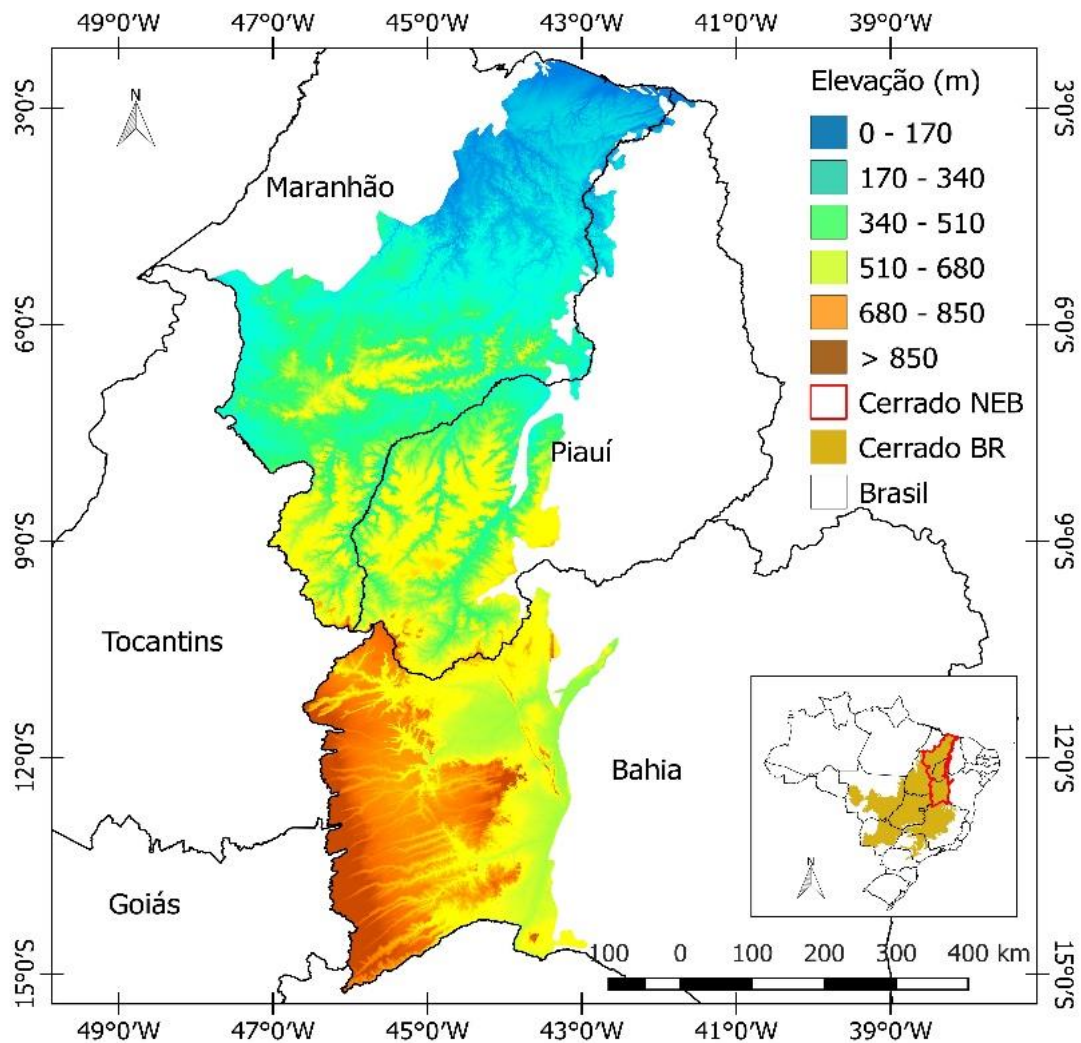 49°0'W 47°0'W 45°0'W 43°0'W 41°0'W 39°0'W
3°0'S
6°0'S
9°0'S
12°0'S
15°0'S
N
Maranhão
Piauí
Tocantins
Bahia
Goiás
Elevação (m)
0 - 170
170 - 340
340 - 510
510 - 680
680 - 850
> 850
Cerrado NEB
Cerrado BR
Brasil
3°0'S
6°0'S
9°0'S
12°0'S
15°0'S
N
100 0 100 200 300 400 km
49°0'W 47°0'W 45°0'W 43°0'W 41°0'W 39°0'W